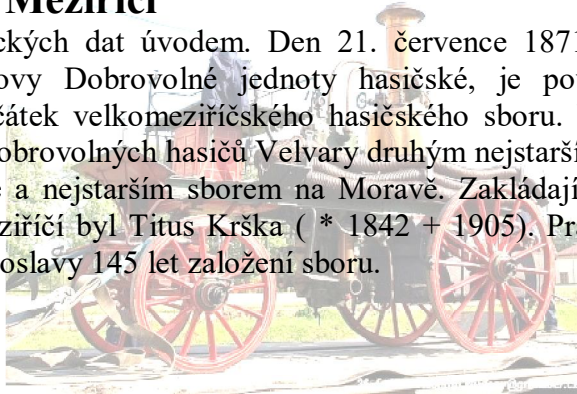 Meziříčí
ckých dat úvodem. Den 21. července 1871
ovy Dobrovolné jednoty hasičské, je po
čátek velkomeziříčského hasičského sboru.
obrovolných hasičů Velvary druhým nejstarší
e a nejstarším sborem na Moravě. Zakládají
ziříčí byl Titus Krška ( * 1842 + 1905). Pr
oslavy 145 let založení sboru.